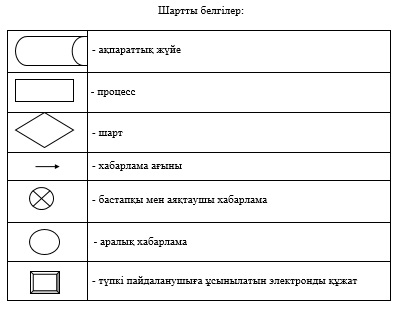 Шартты белгілер:
- ақпараттық жүйе
- процесс
- шарт
- хабарлама ағыны
- бастапқы мен аяқтаушы хабарлама
- аралық хабарлама
- түпкі пайдаланушыға ұсынылатын электронды құжат